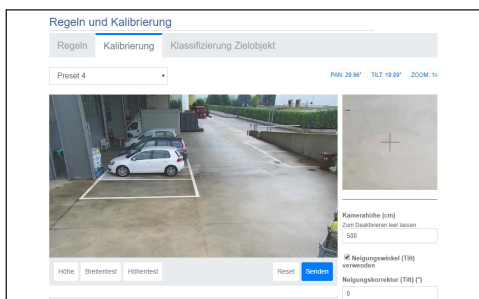 Regeln und Kalibrierung
Regeln Kalibrierung Klassifizierung Zielobjekt
Preset 4
PAN: 29.96° TILT: 19.89° ZOOM: 1x
Kamerahöhe (cm)
Zum Deaktivieren leer lassen
500
Neigungswinkel (Tilt)
verwenden
Neigungskorrektur (Tilt) (°)
0
Höhe Breitentest Höhentest Reset Senden